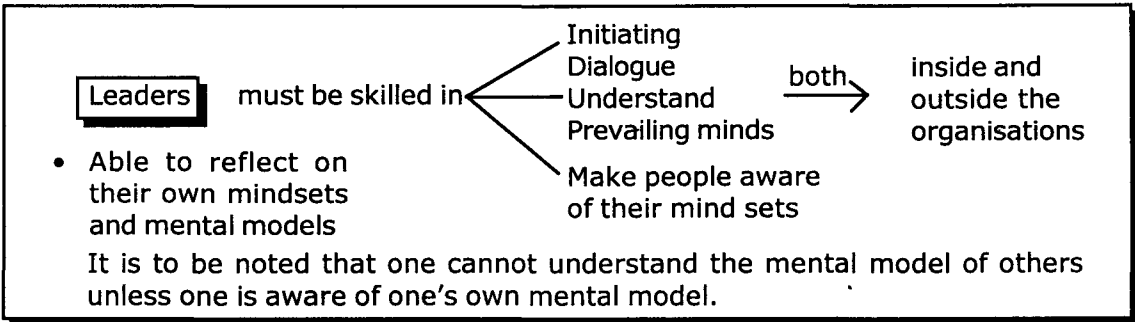 Leaders must be skilled in
Initiating
Dialogue
Understand
Prevailing minds
Make people aware
of their mind sets
both
inside and
outside the
organisations
• Able to reflect on
their own mindsets
and mental models
It is to be noted that one cannot understand the mental model of others
unless one is aware of one's own mental model.